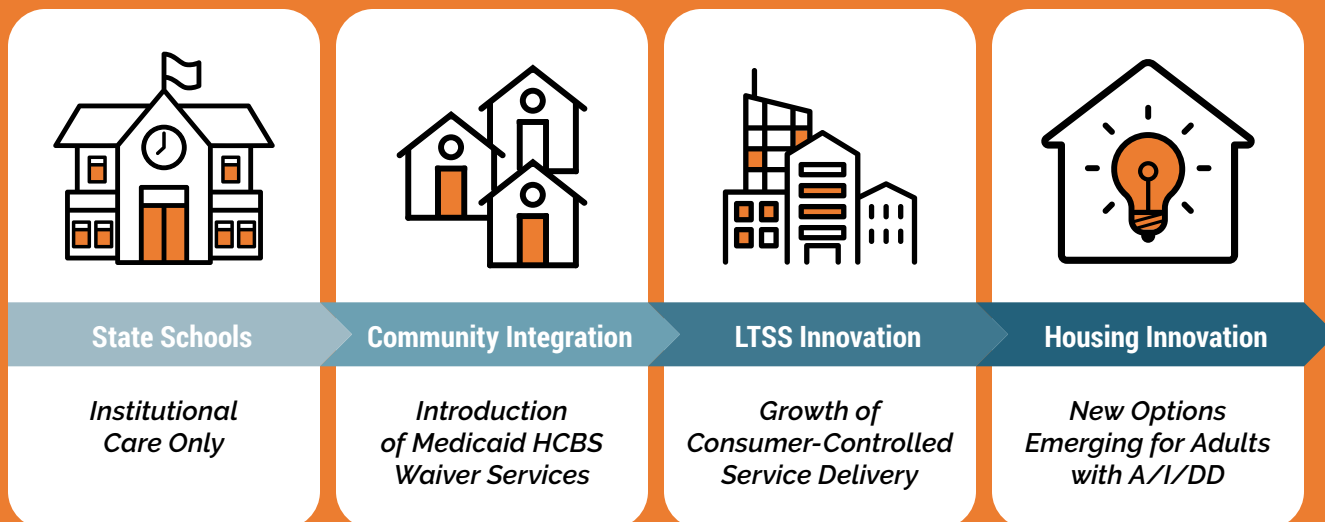 State Schools
Institutional
Care Only
Community Integration
Introduction
of Medicaid HCBS
Waiver Services
LTSS Innovation
Growth of
Consumer-Controlled
Service Delivery
Housing Innovation
New Options
Emerging for Adults
with A/I/DD